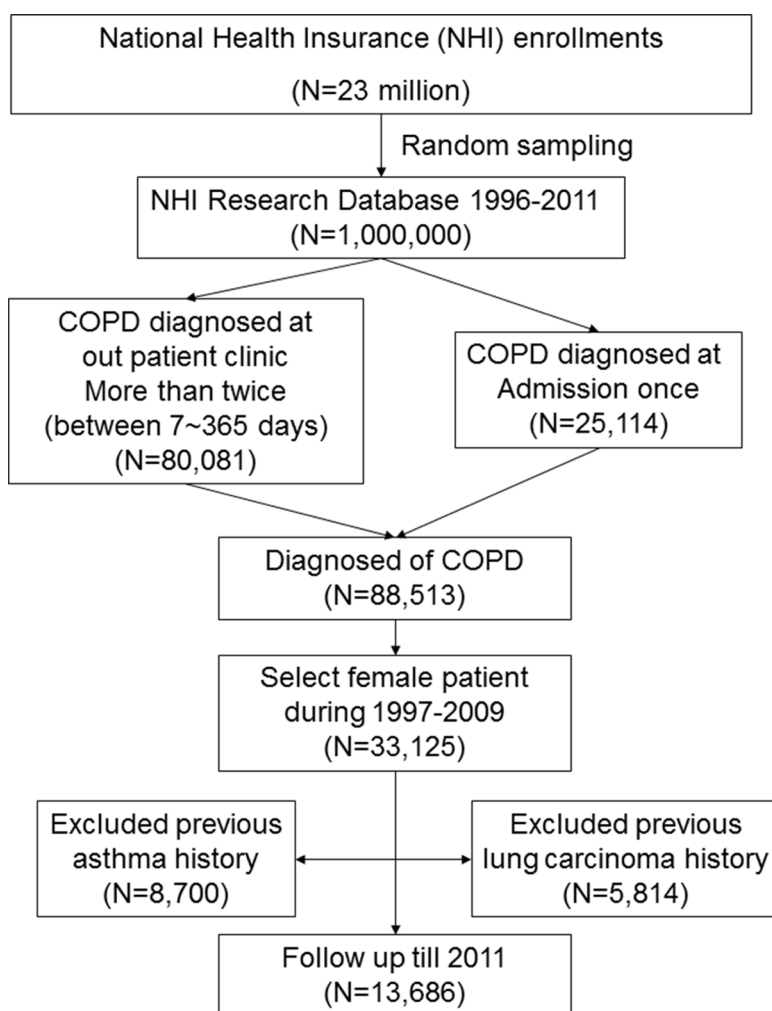 National Health Insurance (NHI) enrollments
(N=23 million)
Random sampling
NHI Research Database 1996-2011
(N=1,000,000)
COPD diagnosed at
out patient clinic
More than twice
(between 7~365 days)
(N=80,081)
COPD diagnosed at
Admission once
(N=25,114)
Diagnosed of COPD
(N=88,513)
Select female patient
during 1997-2009
(N=33,125)
Excluded previous
asthma history
(N=8,700)
Excluded previous
lung carcinoma history
(N=5,814)
Follow up till 2011
(N=13,686)